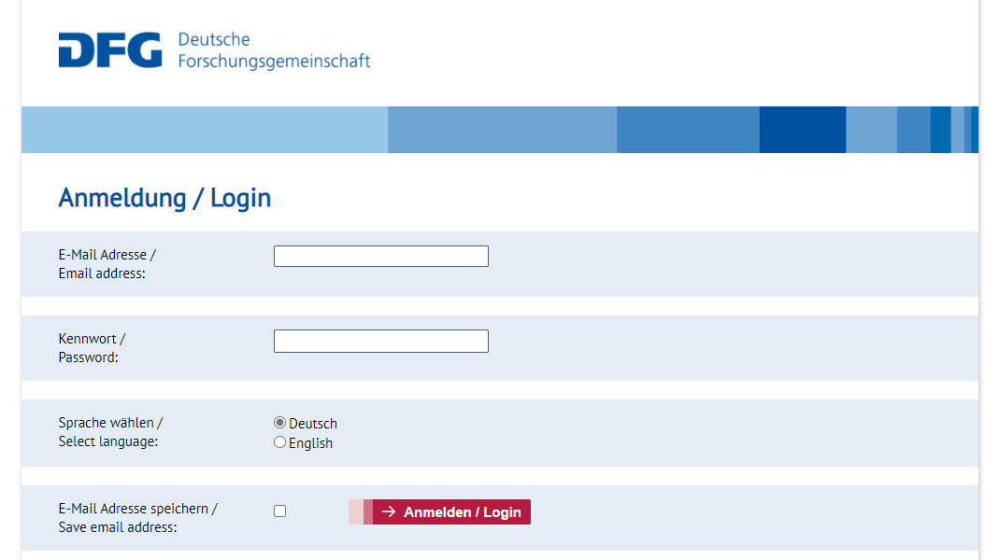 DFG Deutsche
Forschungsgemeinschaft
Anmeldung / Login
E-Mail Adresse /
Email address:
Kennwort /
Password:
Sprache wählen /
Select language:
Deutsch
English
E-Mail Adresse speichern /
Save email address:
→ Anmelden / Login